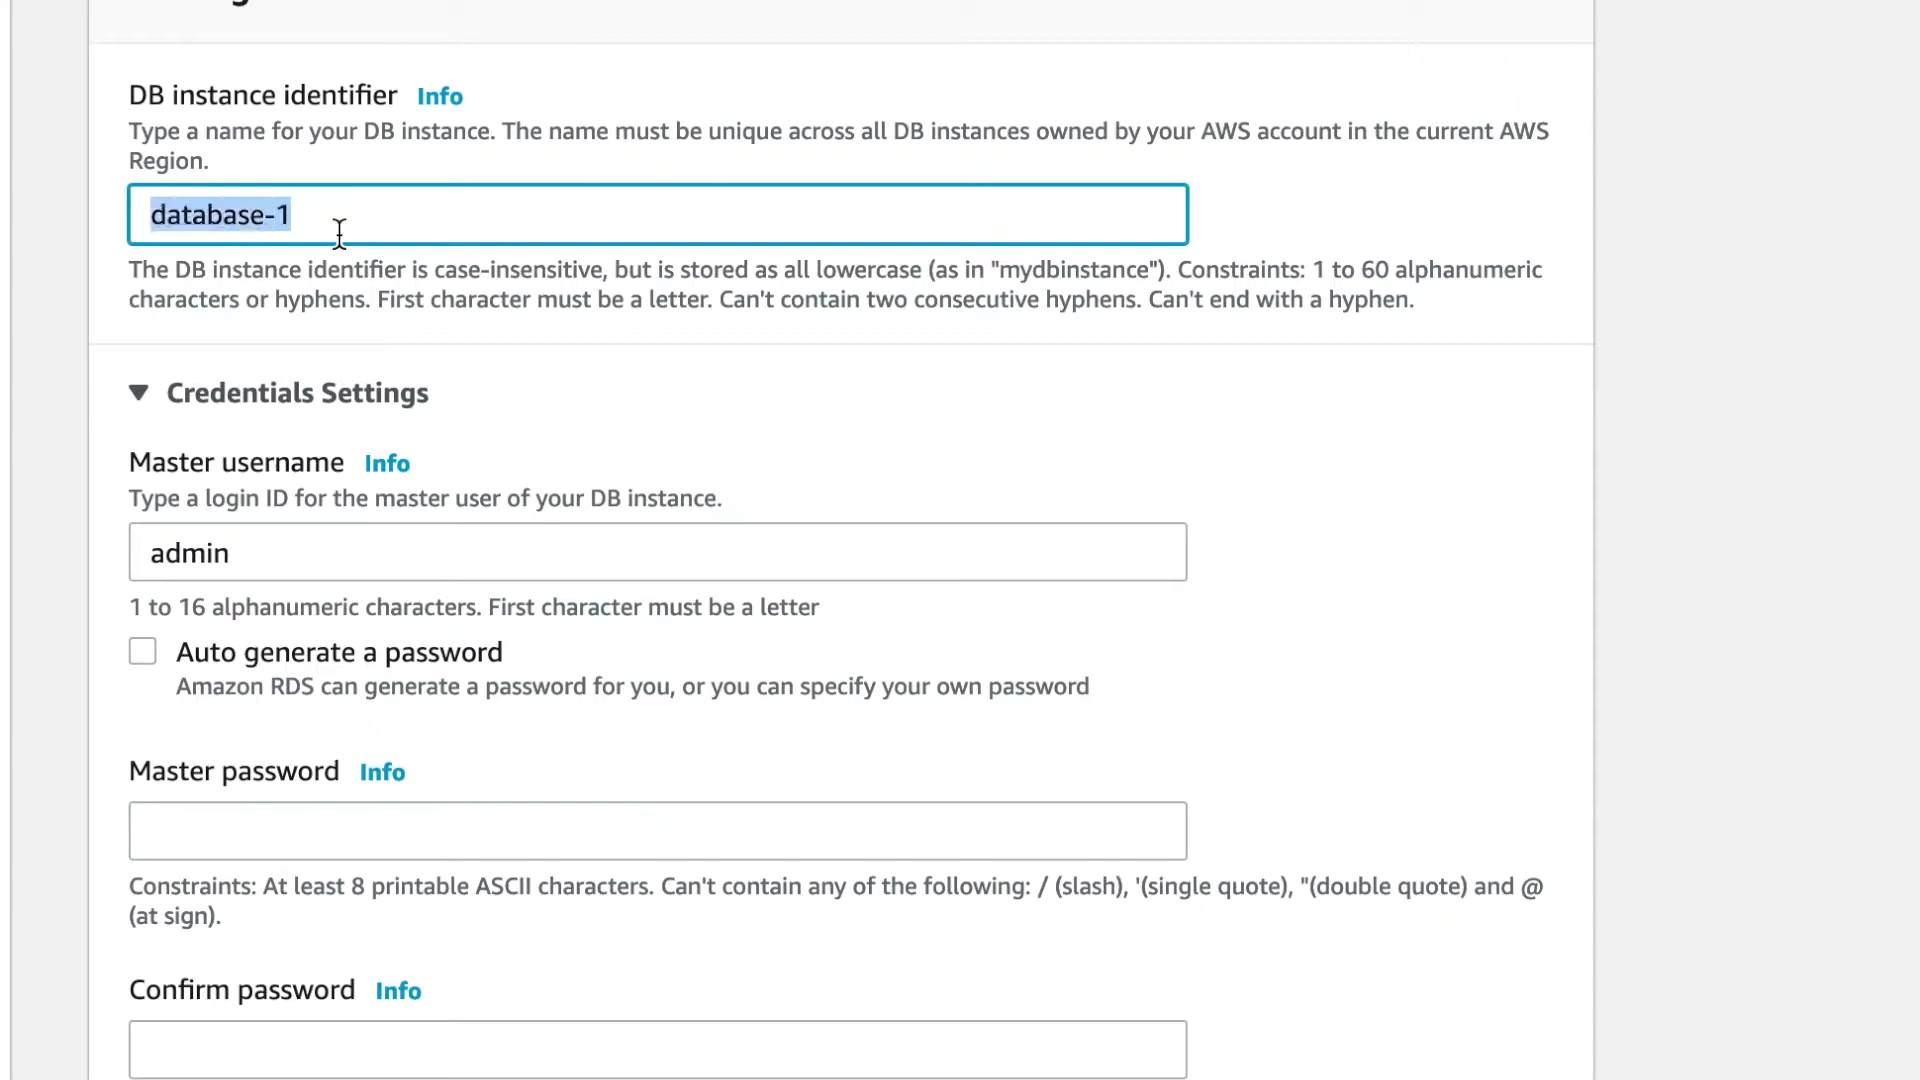 DB instance identifier Info
Type a name for your DB instance. The name must be unique across all DB instances owned by your AWS account in the current AWS
Region.
database-1
The DB instance identifier is case-insensitive, but is stored as all lowercase (as in "mydbinstance"). Constraints: 1 to 60 alphanumeric
characters or hyphens. First character must be a letter. Can't contain two consecutive hyphens. Can't end with a hyphen.
Credentials Settings
Master username Info
Type a login ID for the master user of your DB instance.
admin
1 to 16 alphanumeric characters. First character must be a letter
Auto generate a password
Amazon RDS can generate a password for you, or you can specify your own password
Master password Info
Constraints: At least 8 printable ASCII characters. Can't contain any of the following: / (slash), '(single quote), "(double quote) and @
(at sign).
Confirm password Info